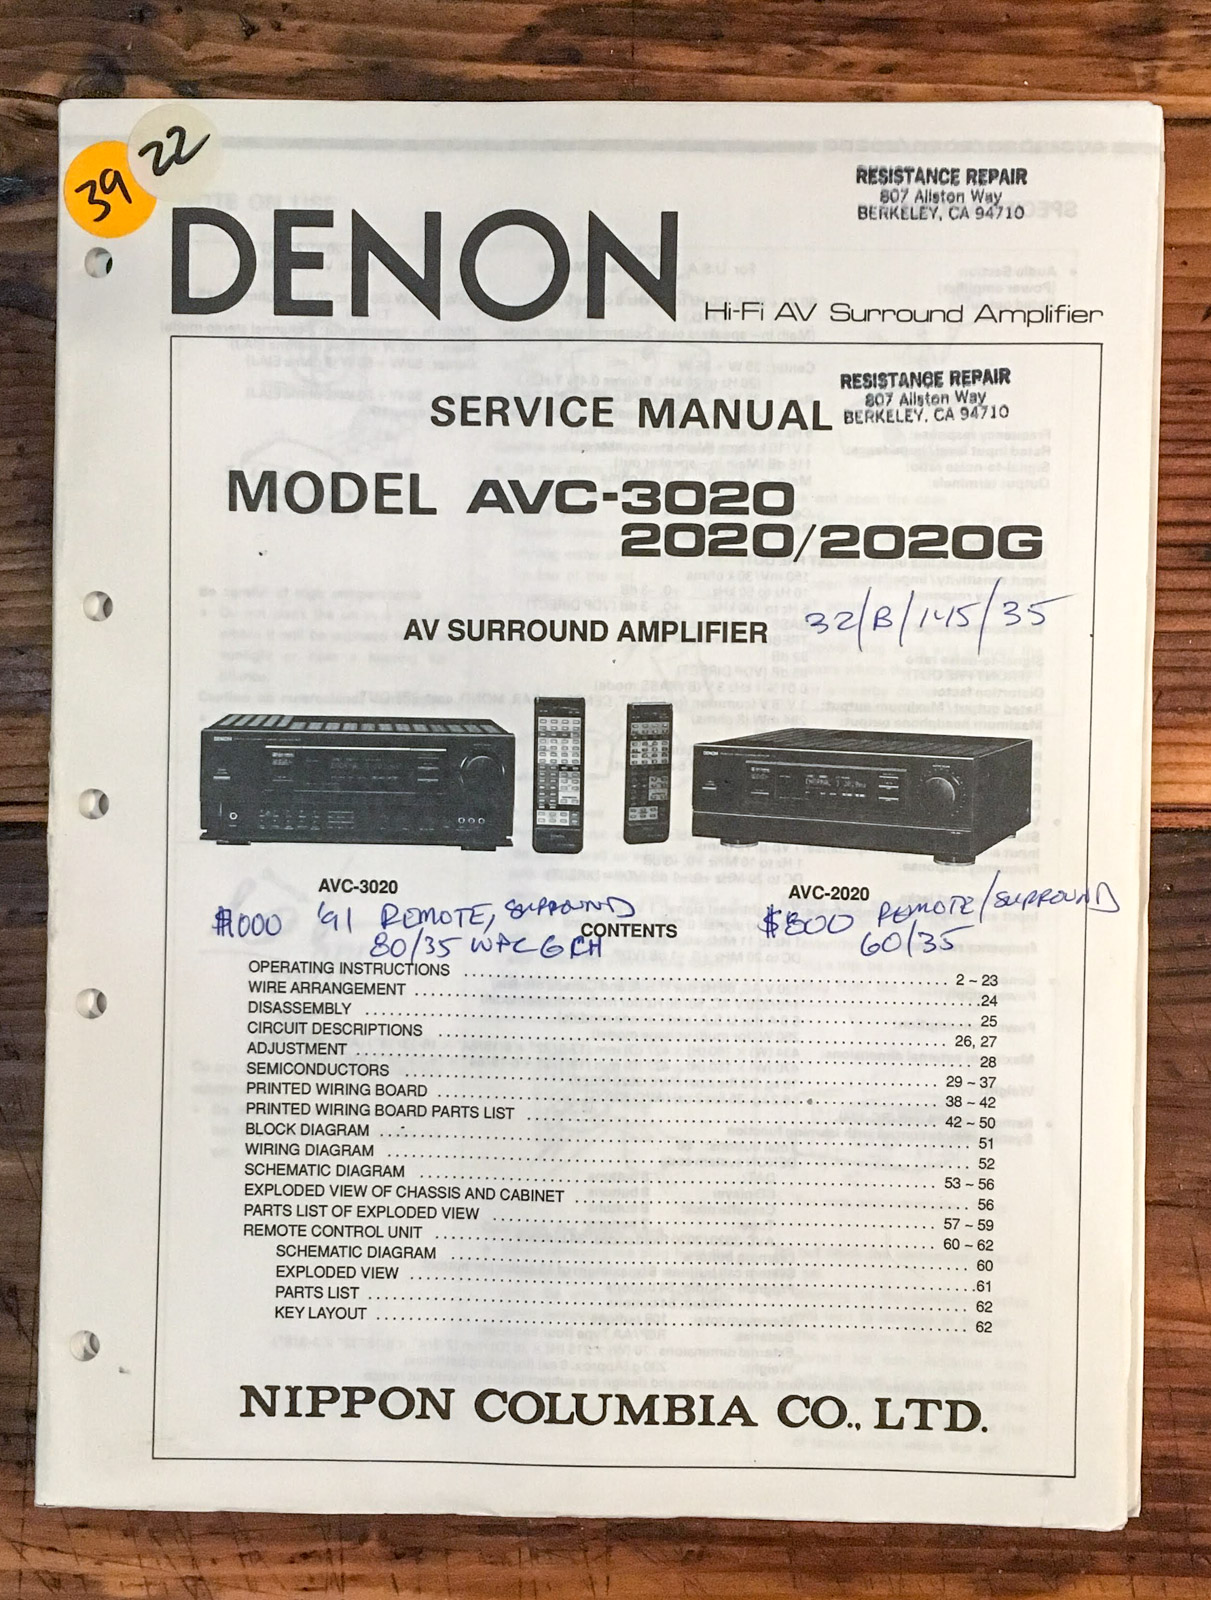 39
22
RESISTANCE REPAIR
807 Allston Way
BERKELEY, CA 94710
DENON
Hi-Fi AV Surround Amplifier
RESISTANCE REPAIR
807 Allston Way
BERKELEY, CA 94710
SERVICE MANUAL
MODEL AVC-3020
2020/2020G
AV SURROUND AMPLIFIER
32/B/145/35
AVC-3020
AVC-2020
$1000 '91 REMOTE, SURROUND
80/35 WPC 6 CH
$800 REMOTE/SURROUND
60/35
CONTENTS
OPERATING INSTRUCTIONS 2 ~ 23
WIRE ARRANGEMENT 24
DISASSEMBLY 25
CIRCUIT DESCRIPTIONS 26, 27
ADJUSTMENT 28
SEMICONDUCTORS 29 ~ 37
PRINTED WIRING BOARD 38 ~ 42
PRINTED WIRING BOARD PARTS LIST 42 ~ 50
BLOCK DIAGRAM 51
WIRING DIAGRAM 52
SCHEMATIC DIAGRAM 53 ~ 56
EXPLODED VIEW OF CHASSIS AND CABINET 56
PARTS LIST OF EXPLODED VIEW 57 ~ 59
REMOTE CONTROL UNIT 60 ~ 62
SCHEMATIC DIAGRAM 60
EXPLODED VIEW 61
PARTS LIST 62
KEY LAYOUT 62
NIPPON COLUMBIA CO., LTD.